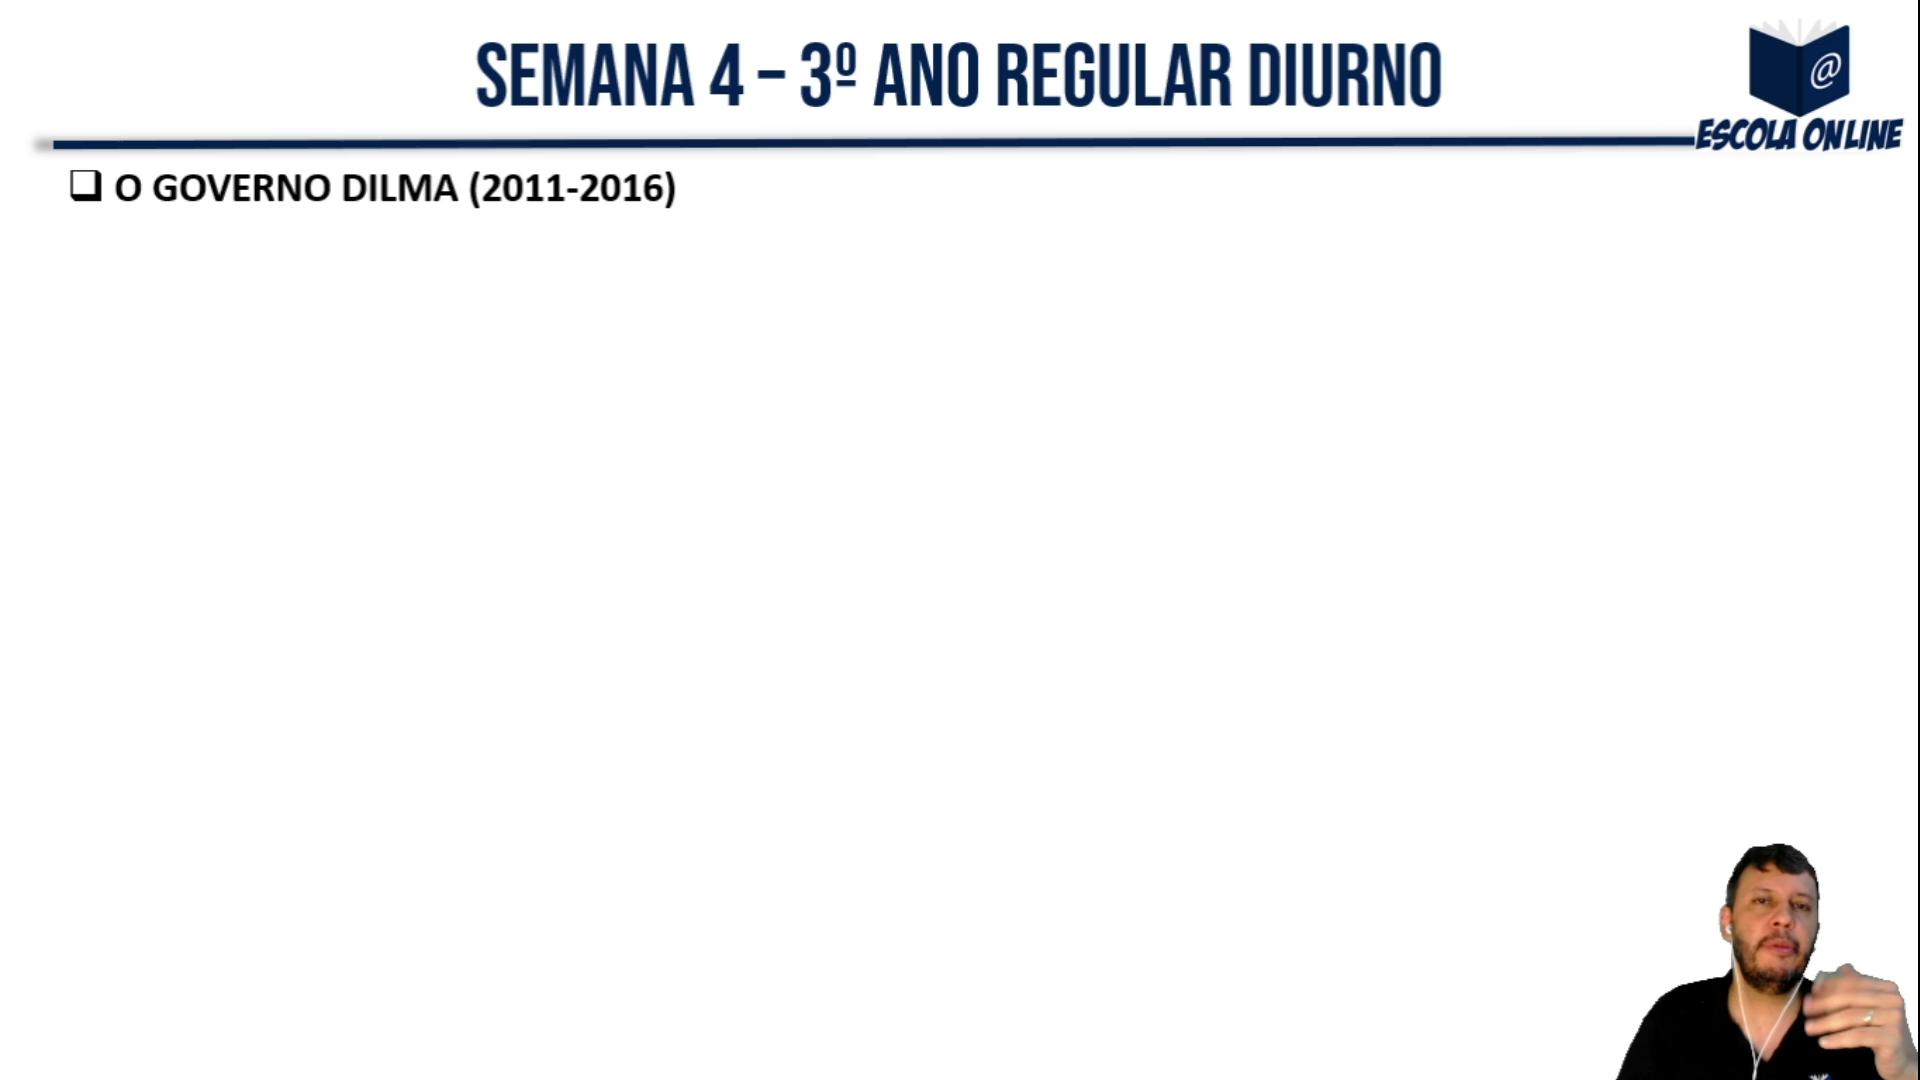 SEMANA 4 – 3º ANO REGULAR DIURNO
@
ESCOLA ONLINE
O GOVERNO DILMA (2011-2016)